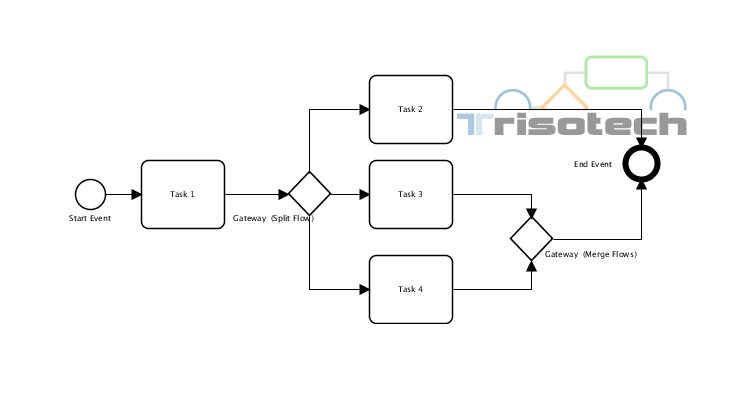 Task 2
Trisotech
End Event
Task 1
Task 3
Start Event
Gateway (Split Flow)
Gateway (Merge Flows)
Task 4